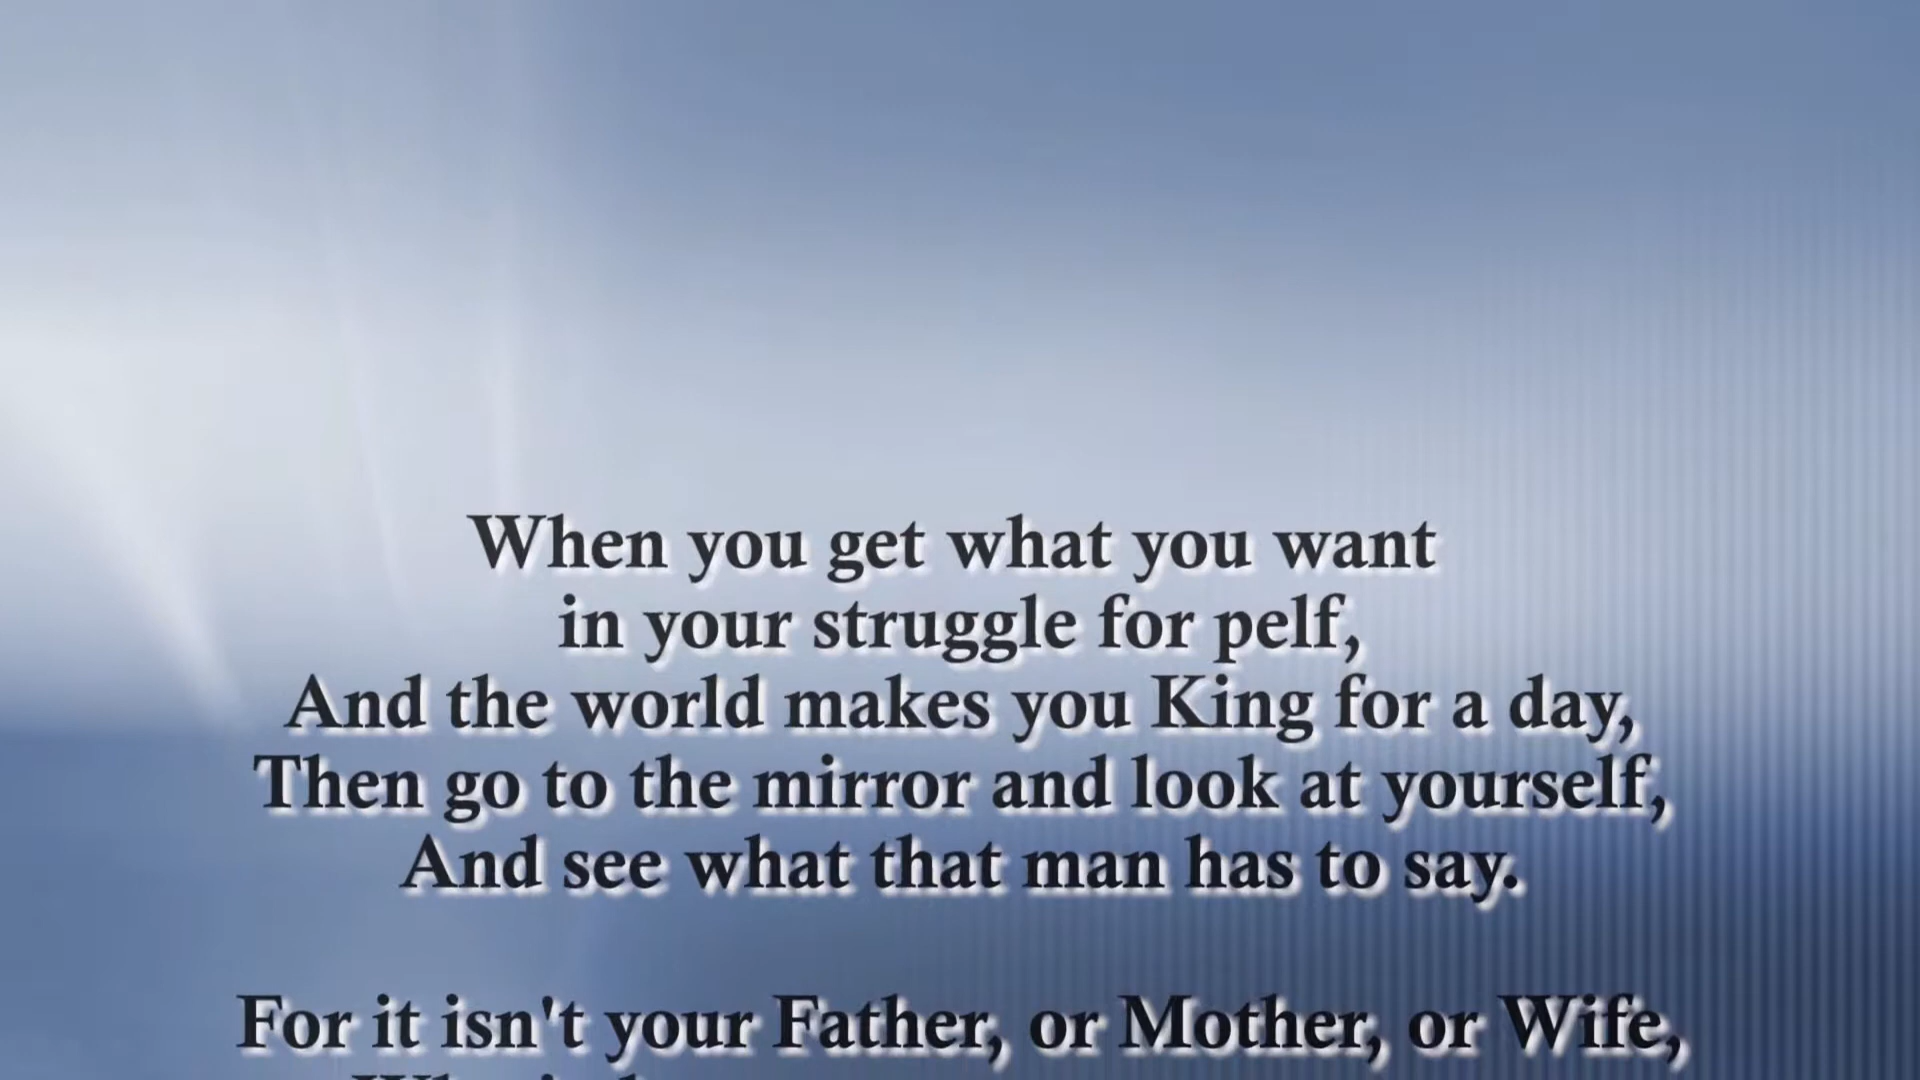 When you get what you want
in your struggle for pelf,
And the world makes you King for a day,
Then go to the mirror and look at yourself,
And see what that man has to say.
For it isn't your Father, or Mother, or Wife,